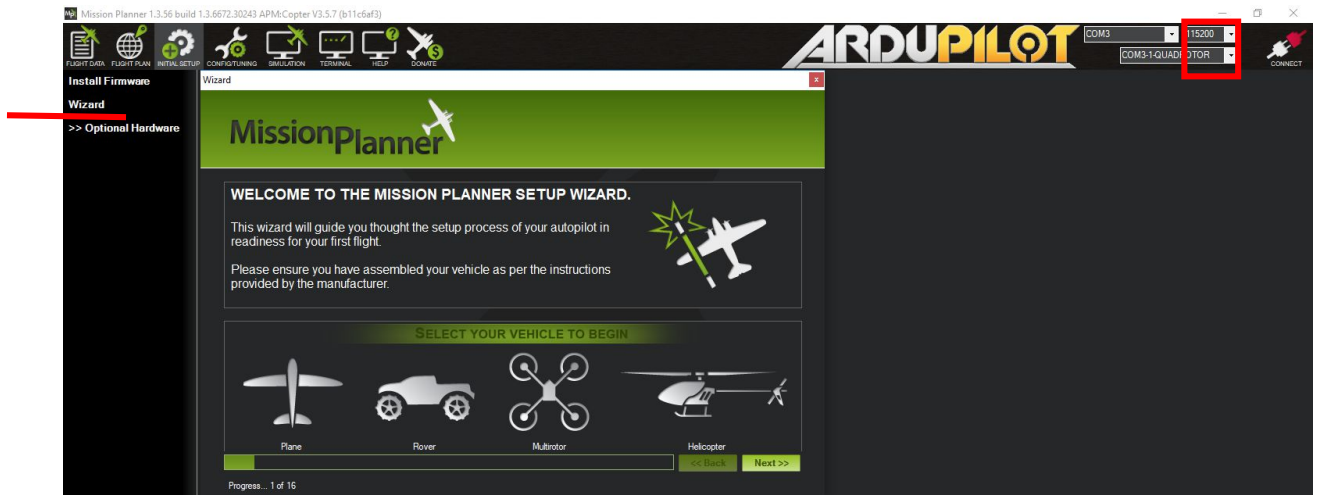 Mission Planner 1.3.56 build 1.3.6672.30243 APM:Copter V3.5.7 (b11c6af3)
FLIGHT DATA FLIGHT PLAN INITIAL SETUP CONFIG/TUNING SIMULATION TERMINAL HELP DONATE
ARDUPILOT
COM3 115200
COM3-1-QUADROTOR
CONNECT
Install Firmware
Wizard
>> Optional Hardware
Wizard
MissionPlanner
WELCOME TO THE MISSION PLANNER SETUP WIZARD.
This wizard will guide you thought the setup process of your autopilot in
readiness for your first flight.
Please ensure you have assembled your vehicle as per the instructions
provided by the manufacturer.
SELECT YOUR VEHICLE TO BEGIN
Plane Rover Multirotor Helicopter
<< Back Next >>
Progress... 1 of 16